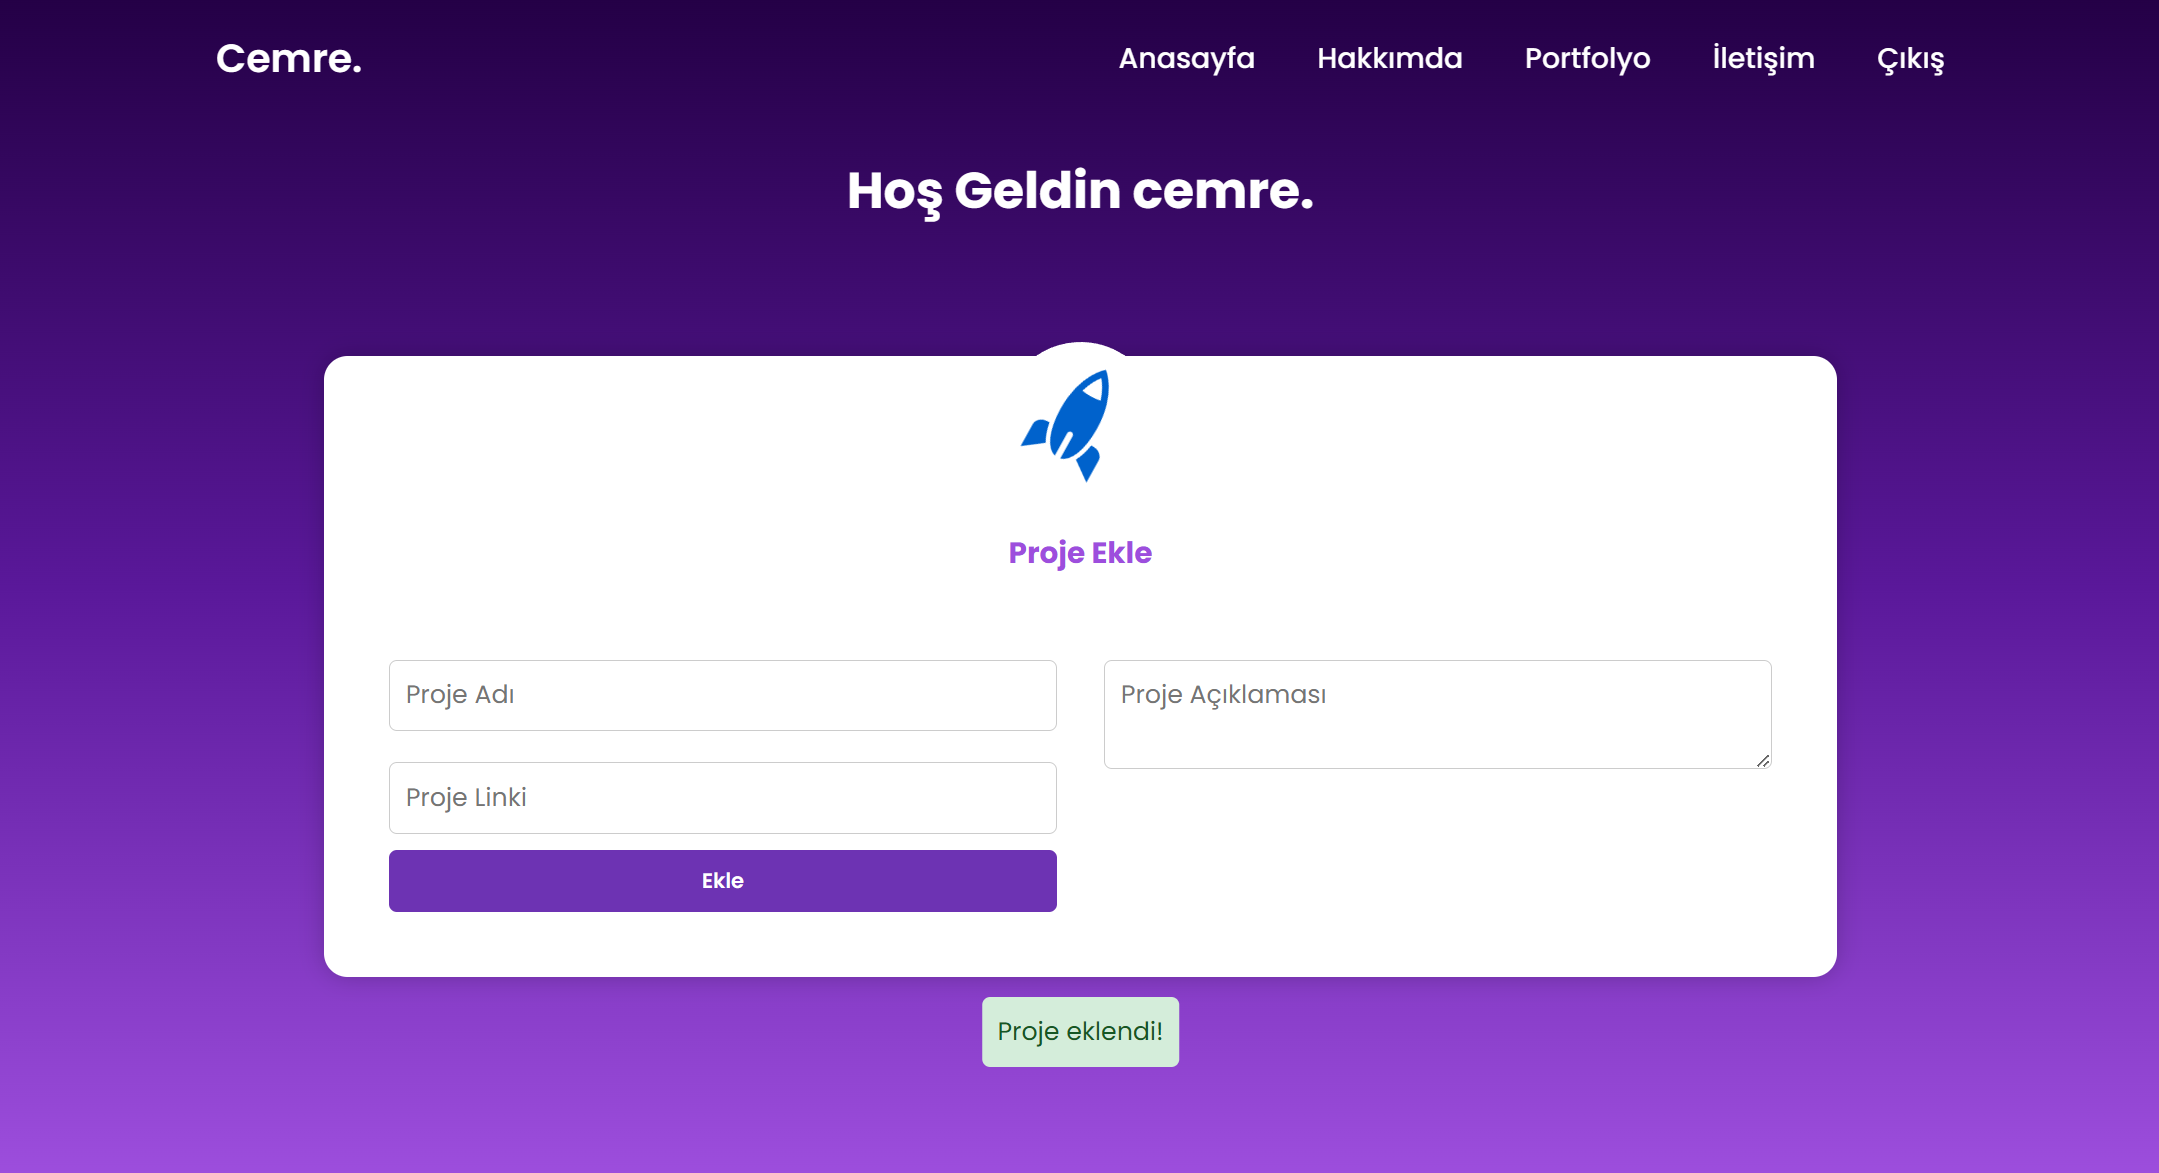 Cemre.
Anasayfa Hakkımda Portfolyo İletişim Çıkış
Hoş Geldin cemre.
Proje Ekle
Proje Adı
Proje Açıklaması
Proje Linki
Ekle
Proje eklendi!